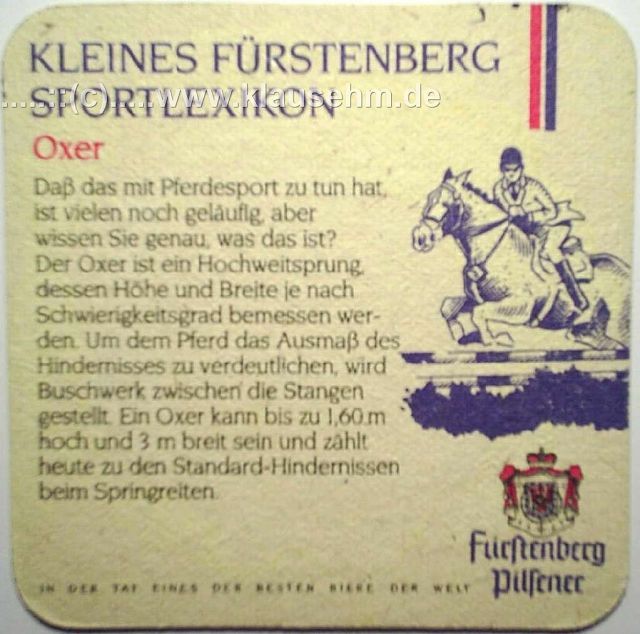 KLEINES FÜRSTENBERG
SPORTLEXIKON
......::(c).....www.klausehm.de
Oxer
Daß das mit Pferdesport zu tun hat,
ist vielen noch geläufig, aber
wissen Sie genau, was das ist?
Der Oxer ist ein Hochweitsprung,
dessen Höhe und Breite je nach
Schwierigkeitsgrad bemessen wer-
den. Um dem Pferd das Ausmaß des
Hindernisses zu verdeutlichen, wird
Buschwerk zwischen die Stangen
gestellt. Ein Oxer kann bis zu 1,60 m
hoch und 3 m breit sein und zählt
heute zu den Standard-Hindernissen
beim Springreiten.
Fürstenberg
Pilsener
IN DER TAT EINES DER BESTEN BIERE DER WELT